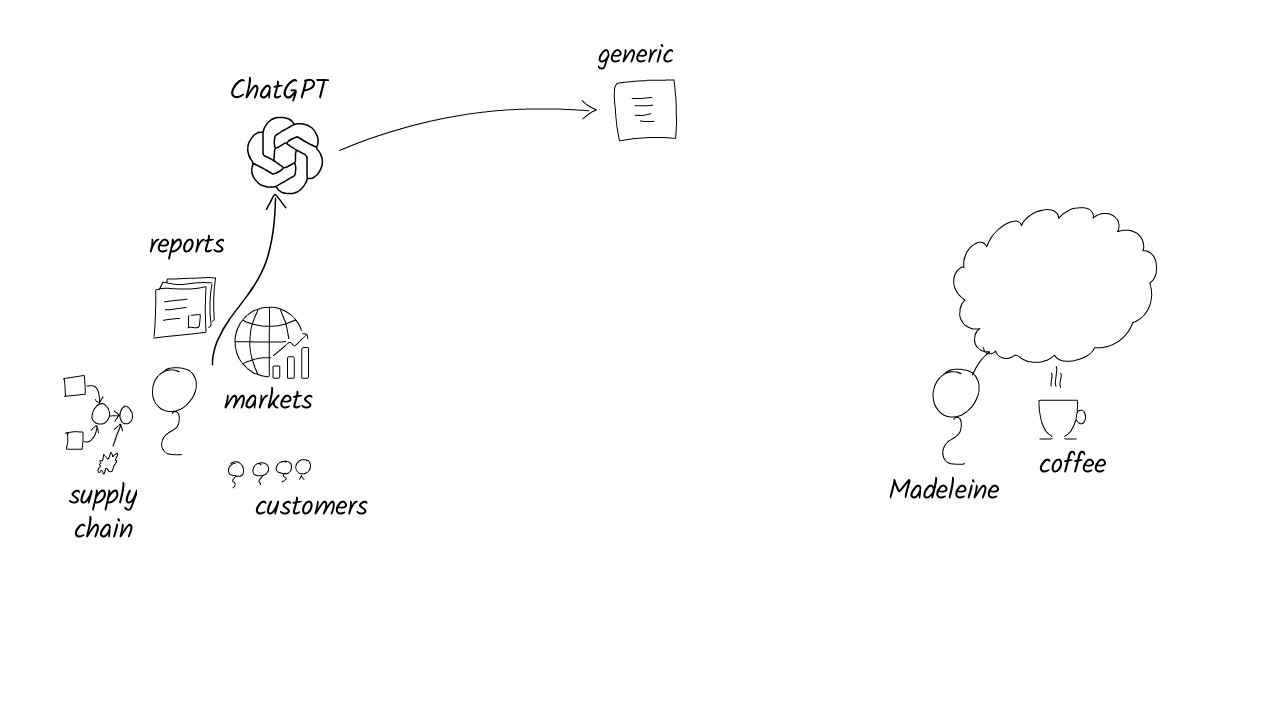 generic
ChatGPT
reports
markets
supply
chain
customers
coffee
Madeleine